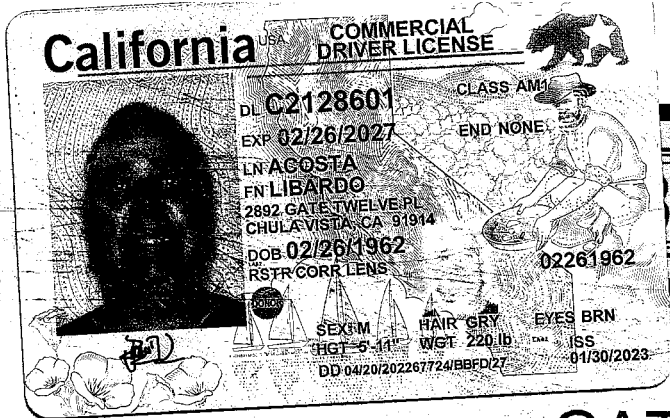 California USA COMMERCIAL
DRIVER LICENSE
DL C2128601
CLASS AM1
EXP 02/26/2027
END NONE
LN ACOSTA
FN LIBARDO
2892 GATE TWELVE PL
CHULA VISTA, CA 91914
DOB 02/26/1962
RSTR CORR LENS
02261962
DONOR
SEX M
HAIR GRY
EYES BRN
HGT 5'-11"
WGT 220 lb
ISS
DD 04/20/202267724/BBFD/27
01/30/2023